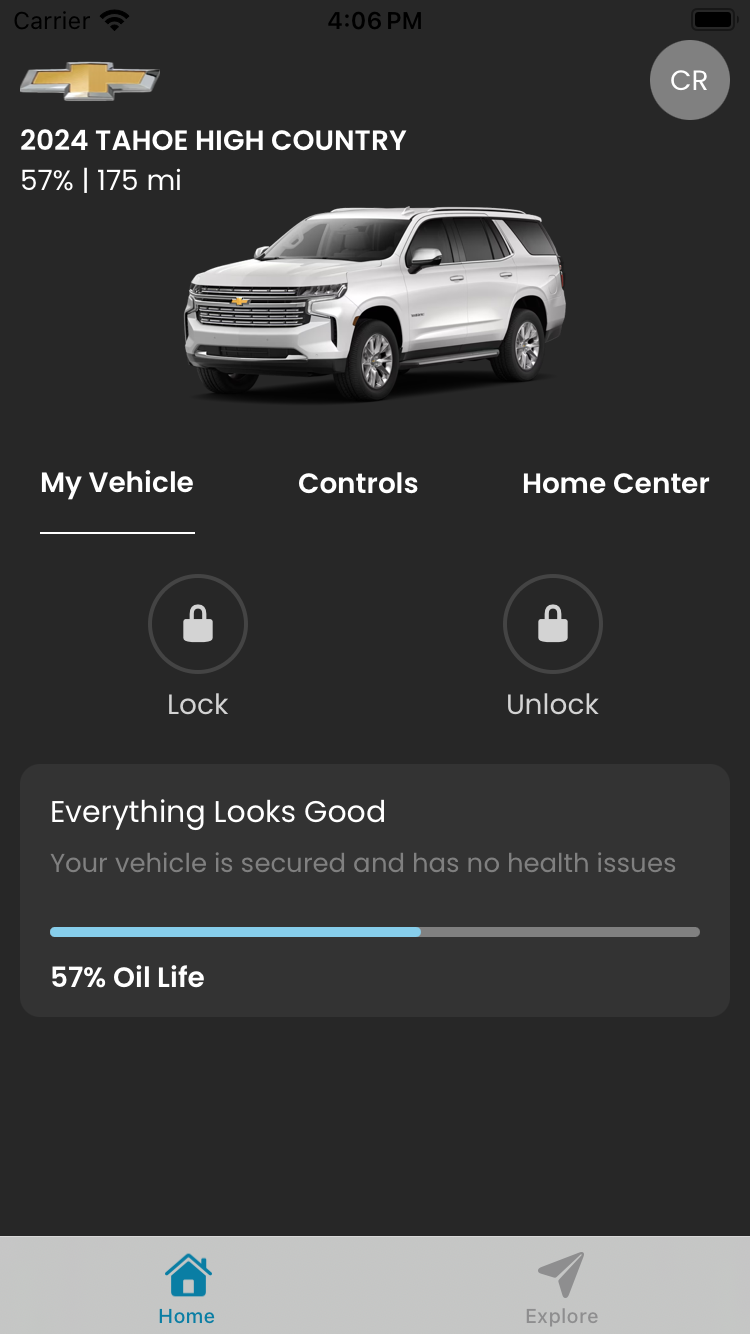 Carrier 4:06 PM
CR
2024 TAHOE HIGH COUNTRY
57% | 175 mi
My Vehicle Controls Home Center
Lock Unlock
Everything Looks Good
Your vehicle is secured and has no health issues
57% Oil Life
Home Explore